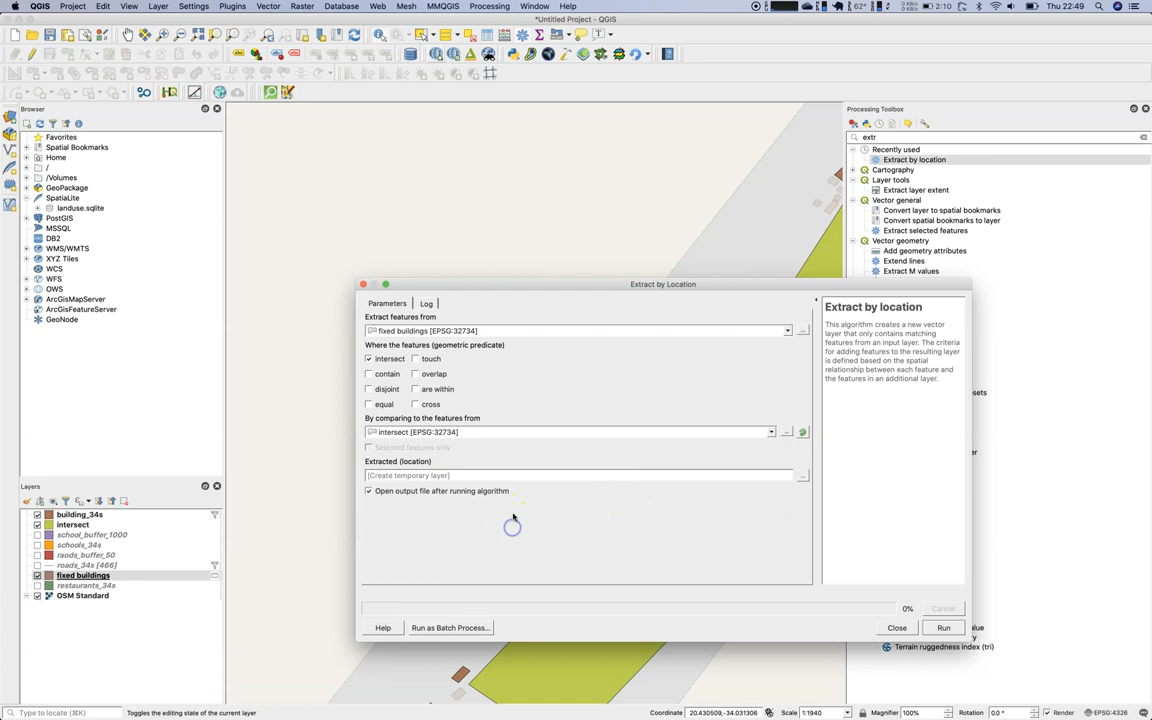 QGIS Project Edit View Layer Settings Plugins Vector Raster Database Web Mesh MMQGIS Processing Window Help
62° 2:10 Thu 22:49
*Untitled Project — QGIS
Browser
Favorites
Spatial Bookmarks
Home
/
/Volumes
GeoPackage
SpatiaLite
landuse.sqlite
PostGIS
MSSQL
DB2
WMS/WMTS
XYZ Tiles
WCS
WFS
OWS
ArcGisMapServer
ArcGisFeatureServer
GeoNode
Layers
building_34s
intersect
school_buffer_1000
schools_34s
raods_buffer_50
roads_34s [466]
fixed buildings
restaurants_34s
OSM Standard
Extract by Location
Parameters Log
Extract features from
fixed buildings [EPSG:32734]
Where the features (geometric predicate)
intersect touch
contain overlap
disjoint are within
equal cross
By comparing to the features from
intersect [EPSG:32734]
Selected features only
Extracted (location)
[Create temporary layer]
Open output file after running algorithm
0% Cancel
Help Run as Batch Process... Close Run
Extract by location
This algorithm creates a new vector
layer that only contains matching
features from an input layer. The criteria
for adding features to the resulting layer
is defined based on the spatial
relationship between each feature and
the features in an additional layer.
Processing Toolbox
extr
Recently used
Extract by location
Cartography
Layer tools
Extract layer extent
Vector general
Convert layer to spatial bookmarks
Convert spatial bookmarks to layer
Extract selected features
Vector geometry
Add geometry attributes
Extend lines
Extract M values
Terrain ruggedness index (tri)
Type to locate (⌘K) Toggles the editing state of the current layer Coordinate 20.430509,-34.031306 Scale 1:1940 Magnifier 100% Rotation 0.0 ° Render EPSG:4326